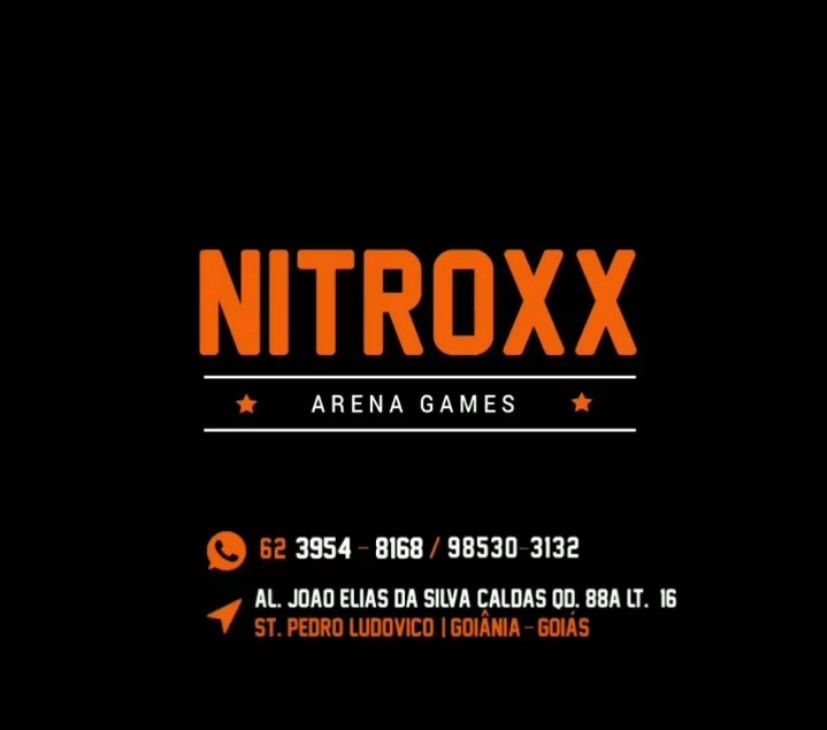 NITROXX
ARENA GAMES
62 3954 - 8168 / 98530-3132
AL. JOAO ELIAS DA SILVA CALDAS QD. 88A LT. 16
ST. PEDRO LUDOVICO | GOIÂNIA - GOIÁS